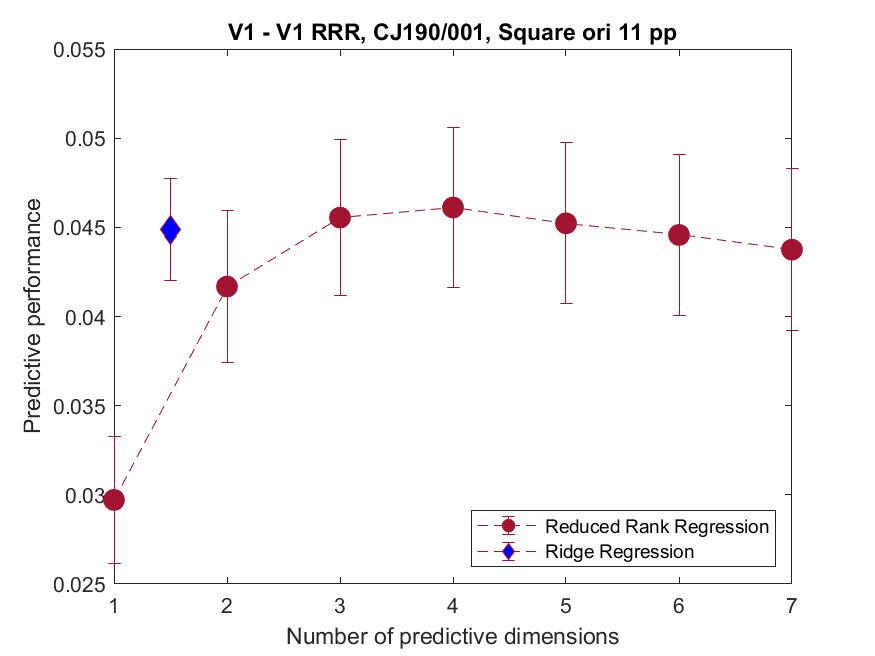 V1 - V1 RRR, CJ190/001, Square ori 11 pp
0.055
0.05
0.045
0.04
0.035
0.03
0.025
Predictive performance
1 2 3 4 5 6 7
Number of predictive dimensions
Reduced Rank Regression
Ridge Regression